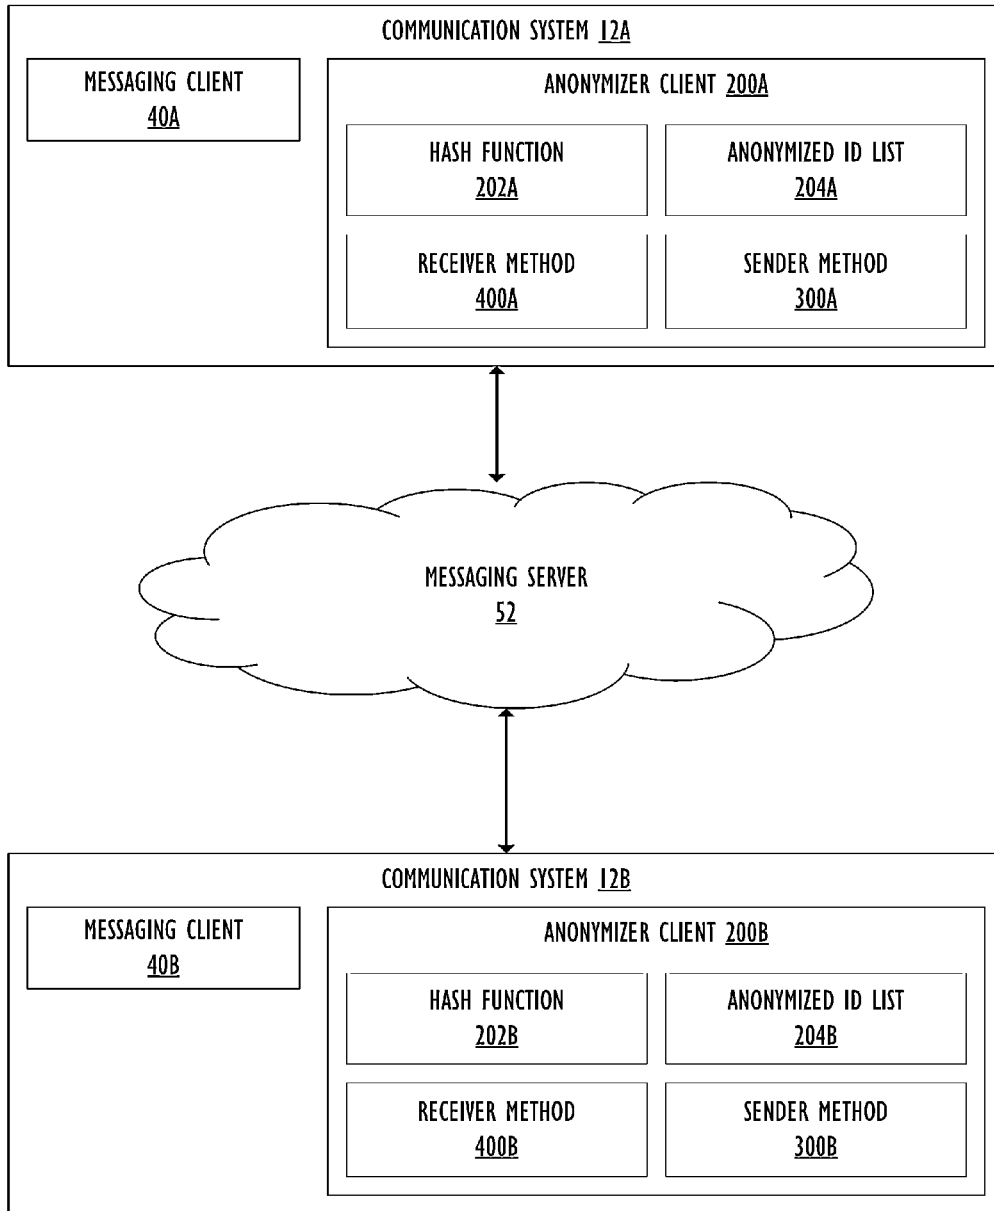 COMMUNICATION SYSTEM 12A
MESSAGING CLIENT
40A
ANONYMIZER CLIENT 200A
HASH FUNCTION
202A
ANONYMIZED ID LIST
204A
RECEIVER METHOD
400A
SENDER METHOD
300A
MESSAGING SERVER
52
COMMUNICATION SYSTEM 12B
MESSAGING CLIENT
40B
ANONYMIZER CLIENT 200B
HASH FUNCTION
202B
ANONYMIZED ID LIST
204B
RECEIVER METHOD
400B
SENDER METHOD
300B